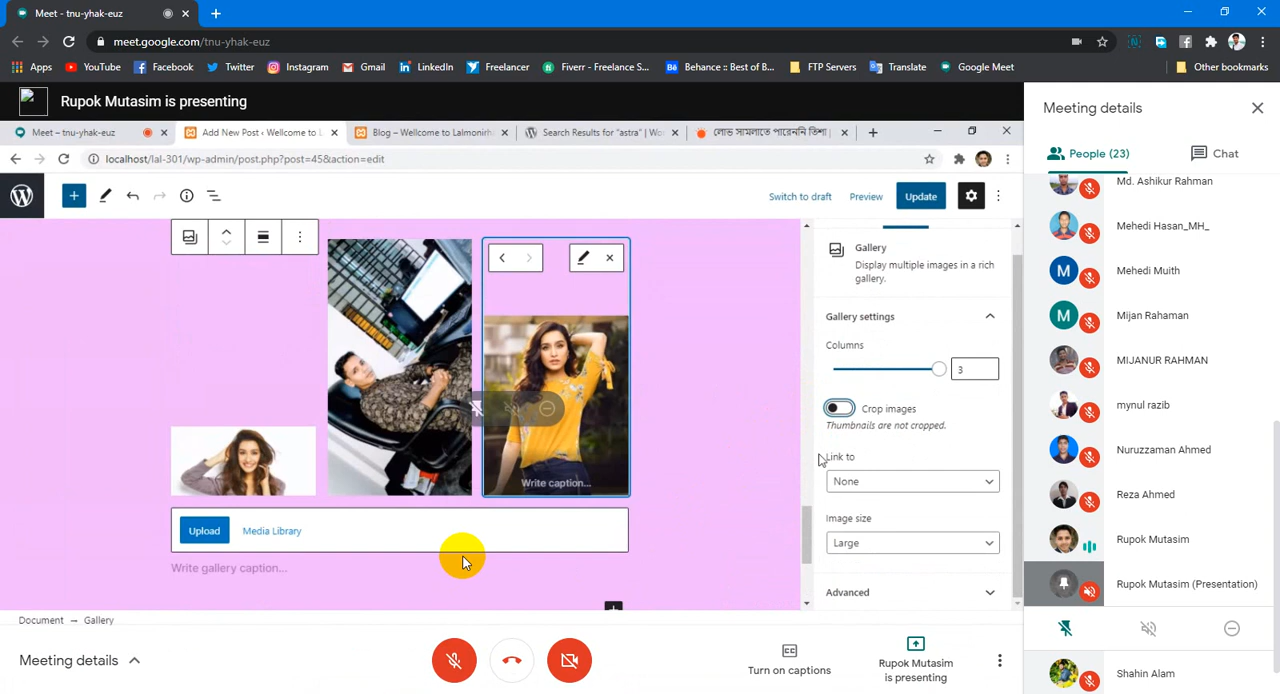 Meet - tnu-yhak-euz
meet.google.com/tnu-yhak-euz
Apps YouTube Facebook Twitter Instagram Gmail LinkedIn Freelancer Fiverr - Freelance S... Behance :: Best of B... FTP Servers Translate Google Meet Other bookmarks
Rupok Mutasim is presenting
Meet – tnu-yhak-euz Add New Post ‹ Wellcome to L Blog – Wellcome to Lalmonirh Search Results for "astra" | Wo লোভ সামলাতে পারেননি তিশা |
localhost/lal-301/wp-admin/post.php?post=45&action=edit
Switch to draft Preview Update
Gallery
Display multiple images in a rich
gallery.
Gallery settings
Columns
3
Crop images
Thumbnails are not cropped.
Link to
None
Image size
Large
Advanced
Write caption...
Upload Media Library
Write gallery caption...
Document → Gallery
Meeting details
Turn on captions
Rupok Mutasim
is presenting
Meeting details
People (23) Chat
Md. Ashikur Rahman
Mehedi Hasan_MH_
M Mehedi Muith
M Mijan Rahaman
MIJANUR RAHMAN
mynul razib
Nuruzzaman Ahmed
Reza Ahmed
Rupok Mutasim
Rupok Mutasim (Presentation)
Shahin Alam